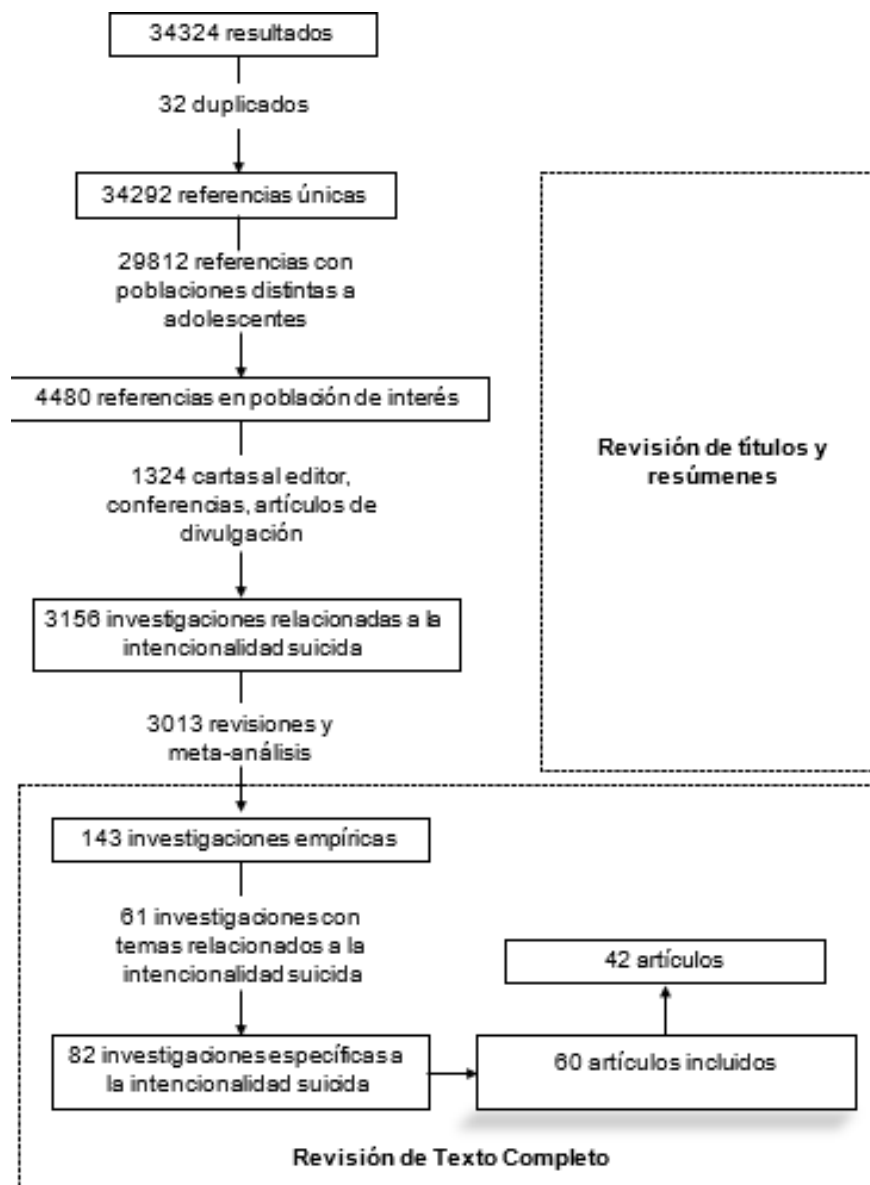 34324 resultados
32 duplicados
34292 referencias únicas
29812 referencias con
poblaciones distintas a
adolescentes
4480 referencias en población de interés
1324 cartas al editor,
conferencias, artículos de
divulgación
3156 investigaciones relacionadas a la
intencionalidad suicida
3013 revisiones y
meta-análisis
Revisión de títulos y
resúmenes
143 investigaciones empíricas
61 investigaciones con
temas relacionados a la
intencionalidad suicida
82 investigaciones específicas a
la intencionalidad suicida
60 artículos incluidos
42 artículos
Revisión de Texto Completo